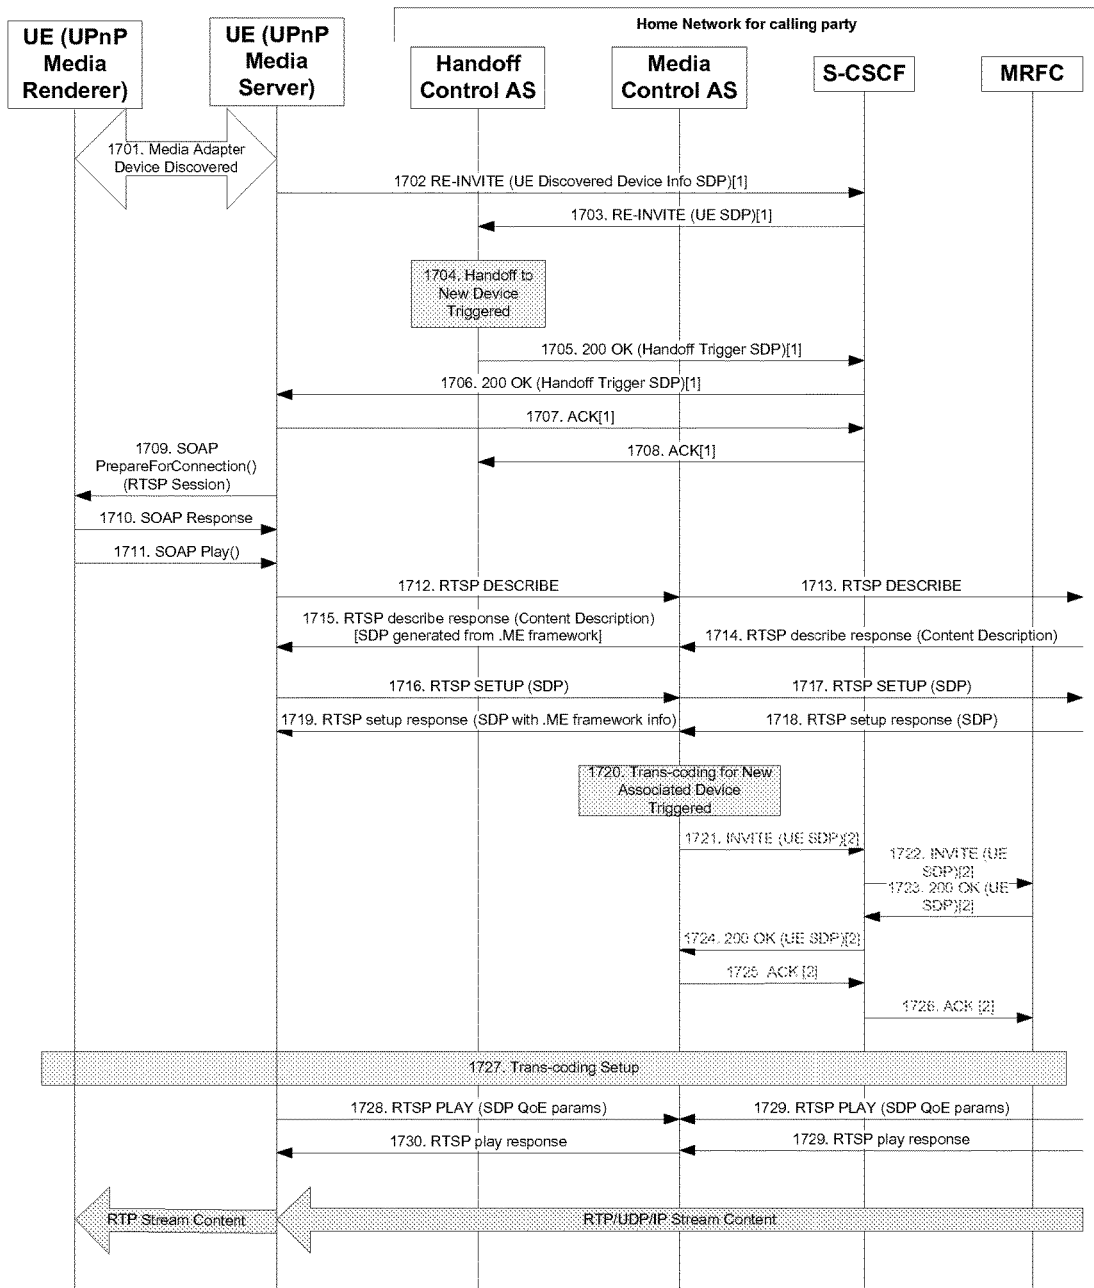 Home Network for calling party
UE (UPnP
Media
Renderer)
UE (UPnP
Media
Server)
Handoff
Control AS
Media
Control AS
S-CSCF
MRFC
1701. Media Adapter
Device Discovered
1702 RE-INVITE (UE Discovered Device Info SDP)[1]
1703. RE-INVITE (UE SDP)[1]
1704. Handoff to
New Device
Triggered
1705. 200 OK (Handoff Trigger SDP)[1]
1706. 200 OK (Handoff Trigger SDP)[1]
1707. ACK[1]
1708. ACK[1]
1709. SOAP
PrepareForConnection()
(RTSP Session)
1710. SOAP Response
1711. SOAP Play()
1712. RTSP DESCRIBE
1713. RTSP DESCRIBE
1715. RTSP describe response (Content Description)
[SDP generated from .ME framework]
1714. RTSP describe response (Content Description)
1716. RTSP SETUP (SDP)
1717. RTSP SETUP (SDP)
1719. RTSP setup response (SDP with .ME framework info)
1718. RTSP setup response (SDP)
1720. Trans-coding for New
Associated Device
Triggered
1721. INVITE (UE SDP)[2]
1722. INVITE (UE
SDP)[2]
1723. 200 OK (UE
SDP)[2]
1724. 200 OK (UE SDP)[2]
1725. ACK [2]
1726. ACK [2]
1727. Trans-coding Setup
1728. RTSP PLAY (SDP QoE params)
1729. RTSP PLAY (SDP QoE params)
1730. RTSP play response
1729. RTSP play response
RTP Stream Content
RTP/UDP/IP Stream Content